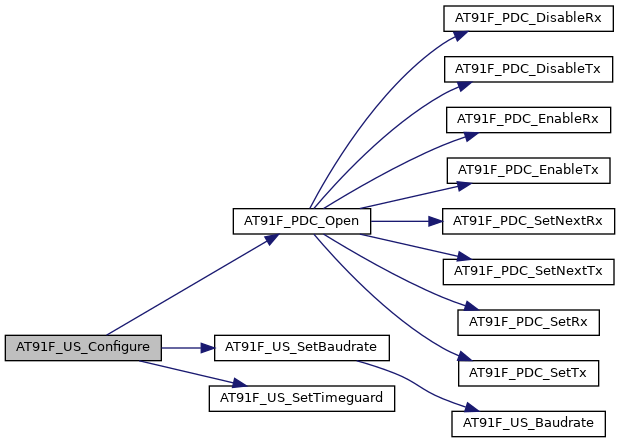 AT91F_PDC_DisableRx
AT91F_PDC_DisableTx
AT91F_PDC_EnableRx
AT91F_PDC_EnableTx
AT91F_PDC_Open
AT91F_PDC_SetNextRx
AT91F_PDC_SetNextTx
AT91F_PDC_SetRx
AT91F_US_Configure
AT91F_US_SetBaudrate
AT91F_PDC_SetTx
AT91F_US_SetTimeguard
AT91F_US_Baudrate